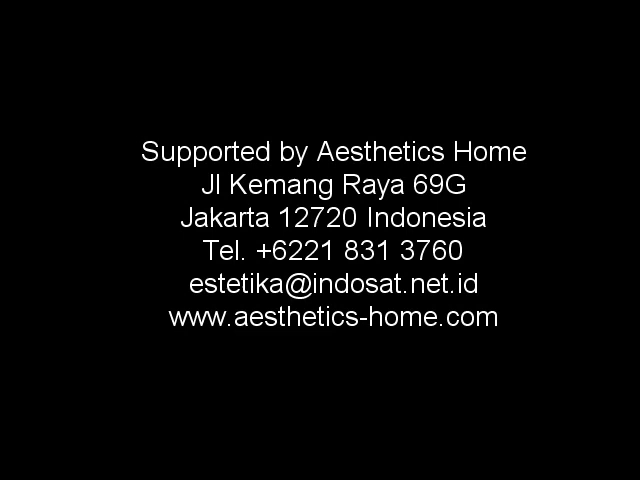 Supported by Aesthetics Home
Jl Kemang Raya 69G
Jakarta 12720 Indonesia
Tel. +6221 831 3760
estetika@indosat.net.id
www.aesthetics-home.com